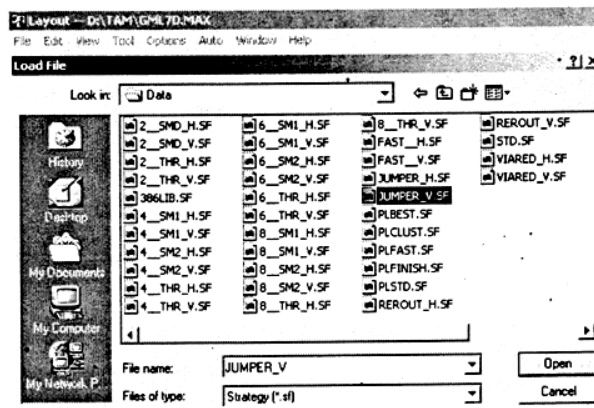 Layout - D:\TAM\GML7D.MAX
File Edit View Tool Options Auto Window Help
Load File
Look in: Data
2__SMD_H.SF 6__SM1_H.SF 8__THR_V.SF REROUT_V.SF
2__SMD_V.SF 6__SM1_V.SF FAST__H.SF STD.SF
2__THR_H.SF 6__SM2_H.SF FAST__V.SF VIARED_H.SF
2__THR_V.SF 6__SM2_V.SF JUMPER_H.SF VIARED_V.SF
386LIB.SF 6__THR_H.SF JUMPER_V.SF
4__SM1_H.SF 6__THR_V.SF PLBEST.SF
4__SM1_V.SF 8__SM1_H.SF PLCLUST.SF
4__SM2_H.SF 8__SM1_V.SF PLFAST.SF
4__SM2_V.SF 8__SM2_H.SF PLFINISH.SF
4__THR_H.SF 8__SM2_V.SF PLSTD.SF
4__THR_V.SF 8__THR_H.SF REROUT_H.SF
History
Desktop
My Documents
My Computer
My Network P...
File name: JUMPER_V Open
Files of type: Strategy (*.sf) Cancel